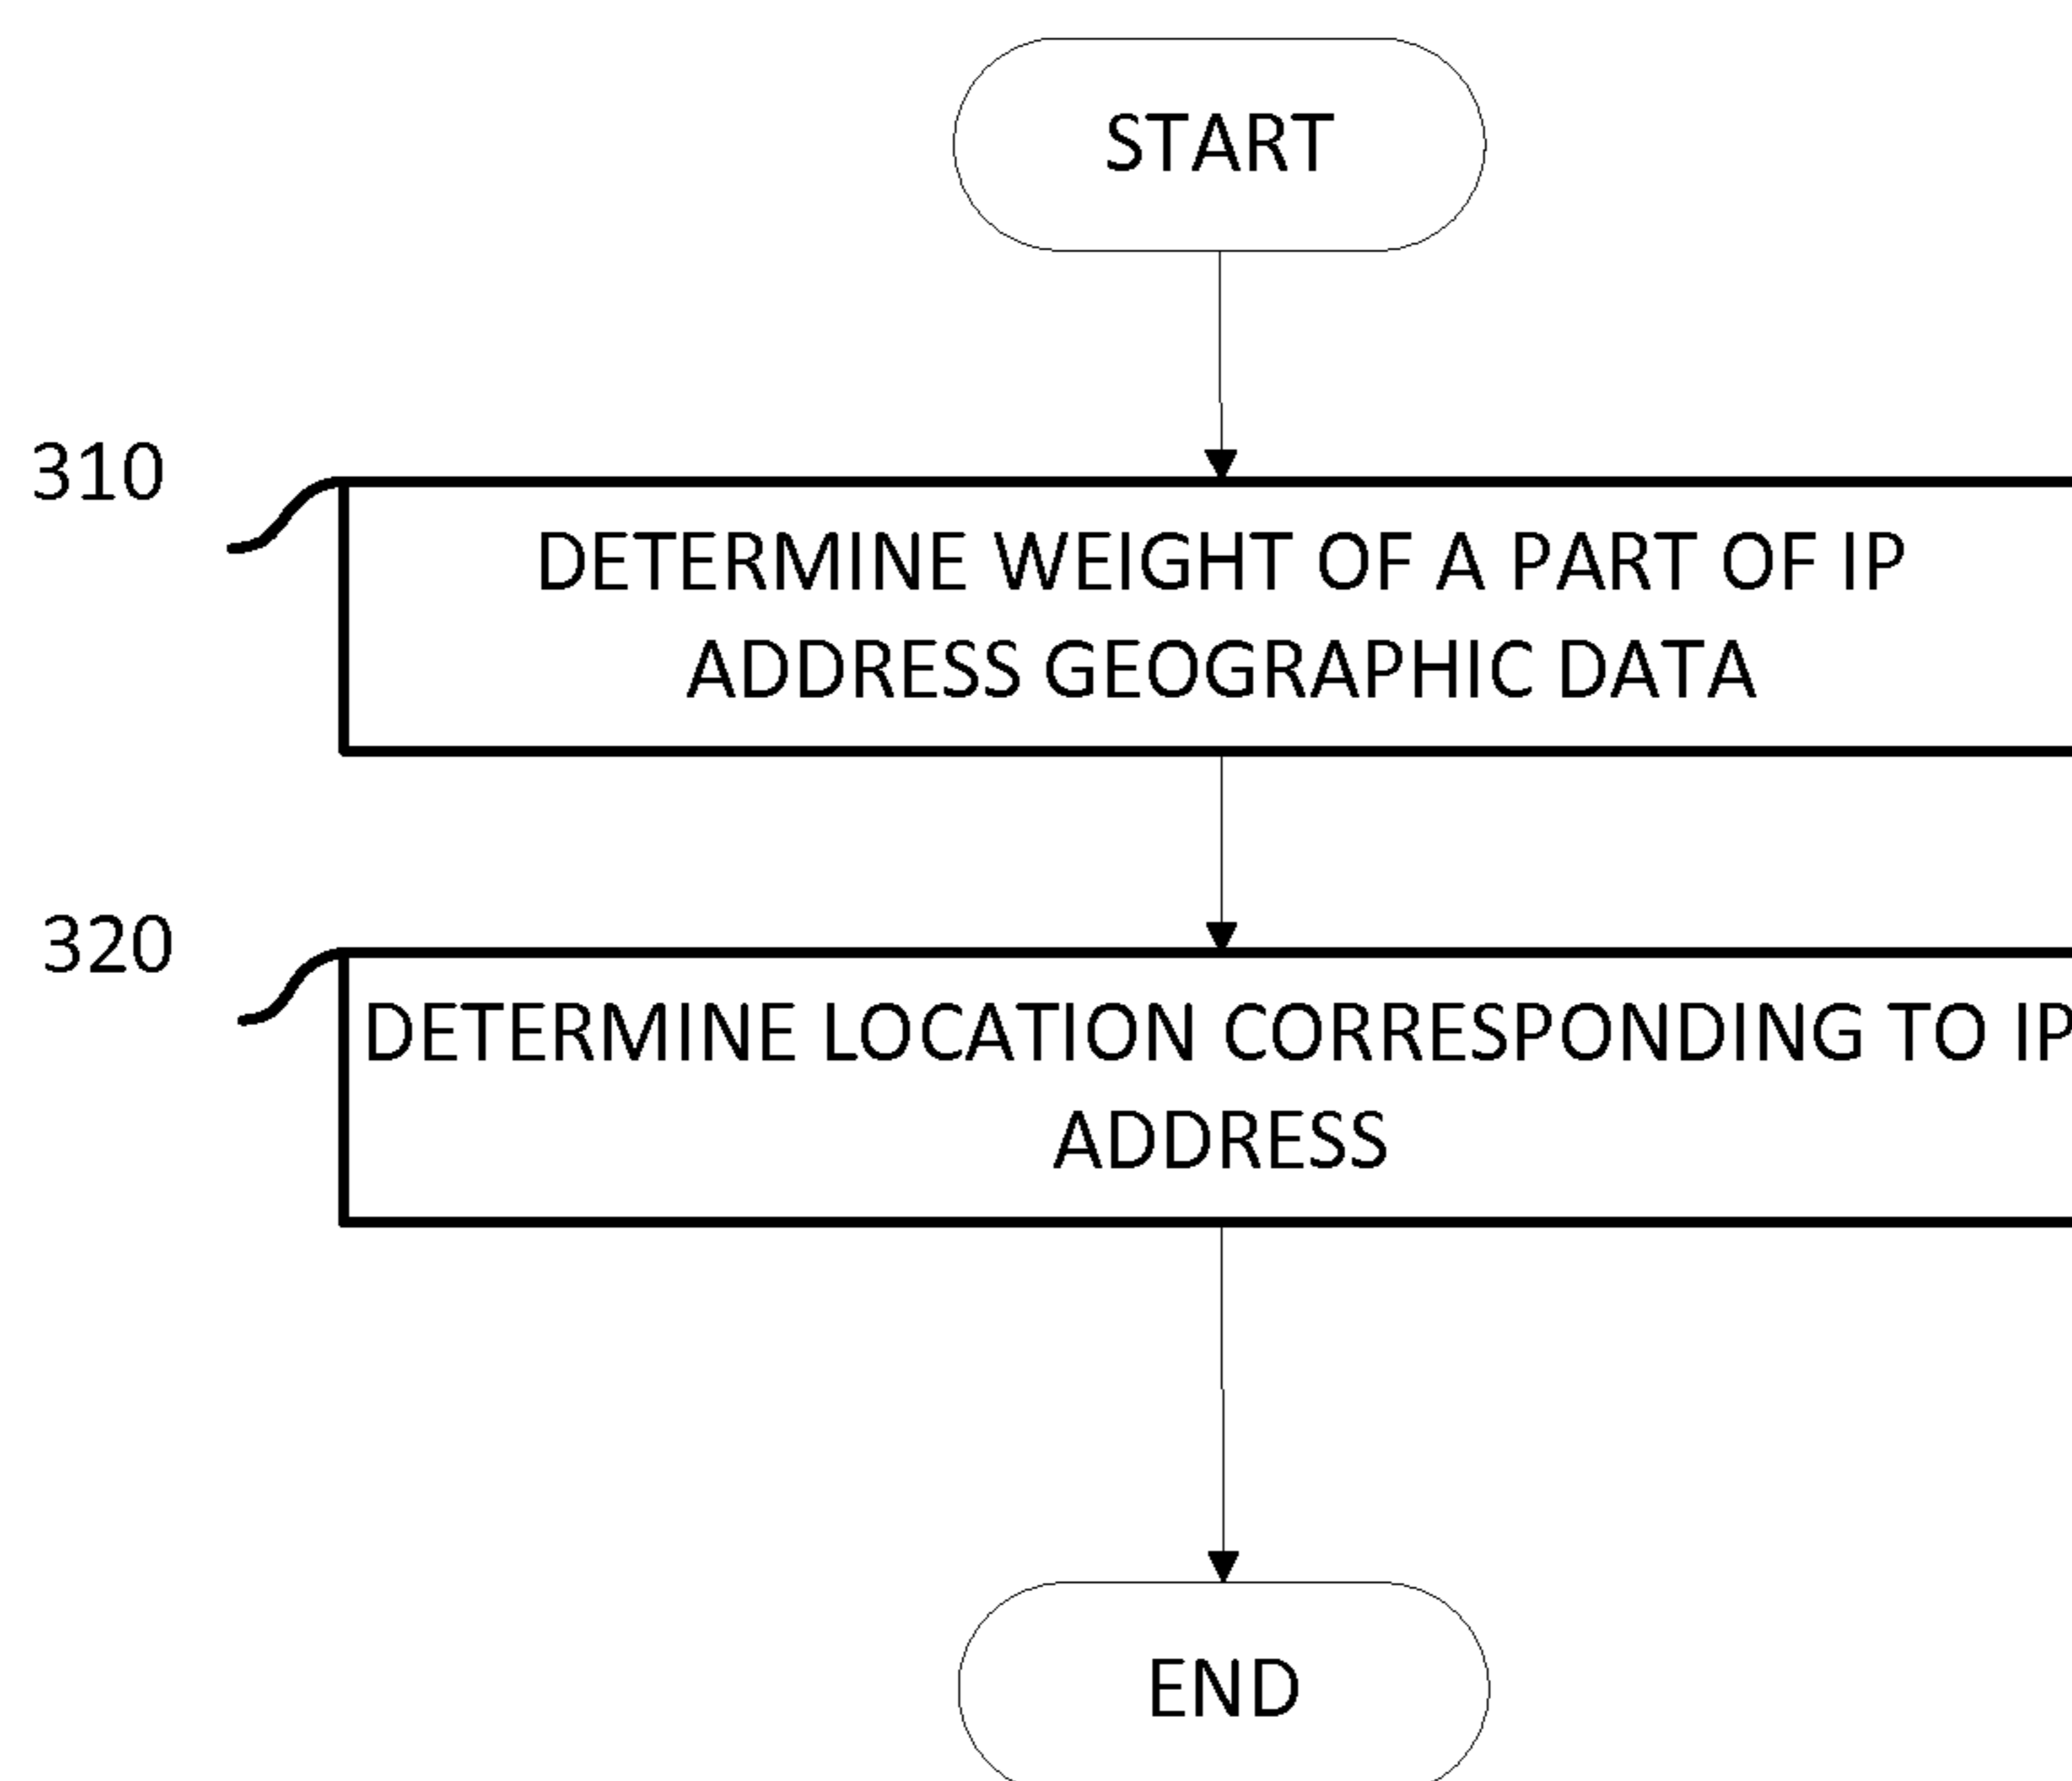 START
310
DETERMINE WEIGHT OF A PART OF IP
ADDRESS GEOGRAPHIC DATA
320
DETERMINE LOCATION CORRESPONDING TO IP
ADDRESS
END